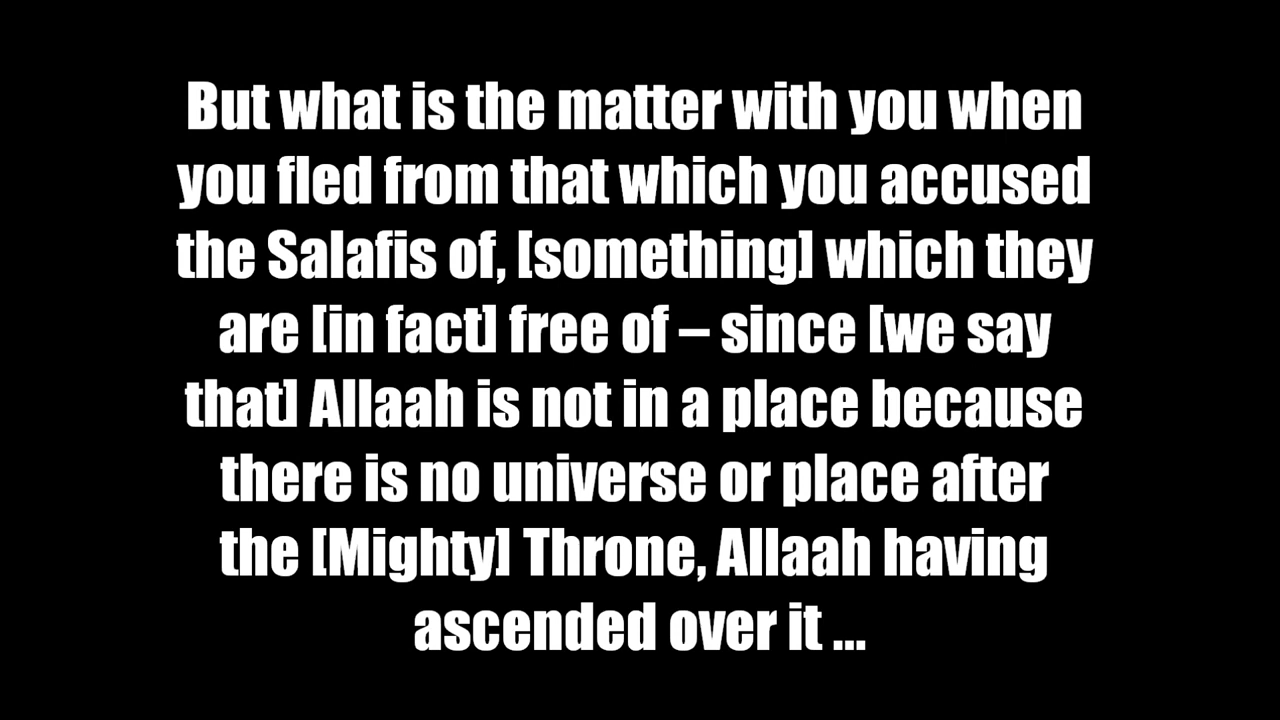 But what is the matter with you when
you fled from that which you accused
the Salafis of, [something] which they
are [in fact] free of – since [we say
that] Allaah is not in a place because
there is no universe or place after
the [Mighty] Throne, Allaah having
ascended over it ...